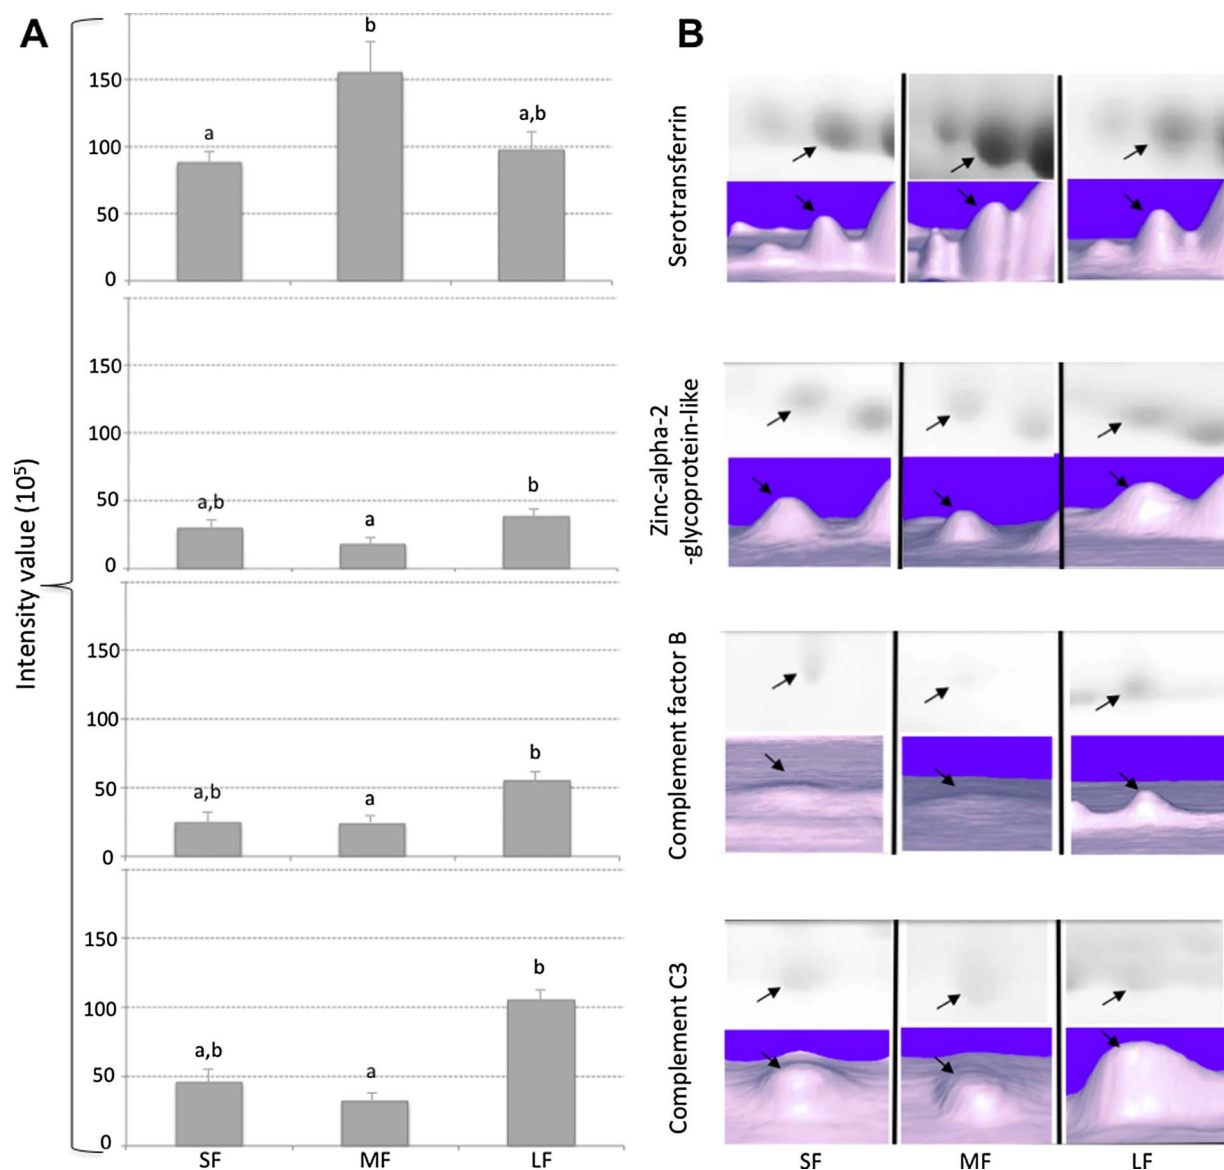 A
B
Intensity value (10⁵)
150
100
50
0
a
b
a,b
Serotransferrin
150
100
50
0
a,b
a
b
Zinc-alpha-2
-glycoprotein-like
150
100
50
0
a,b
a
b
Complement factor B
150
100
50
0
a,b
a
b
Complement C3
SF
MF
LF
SF
MF
LF